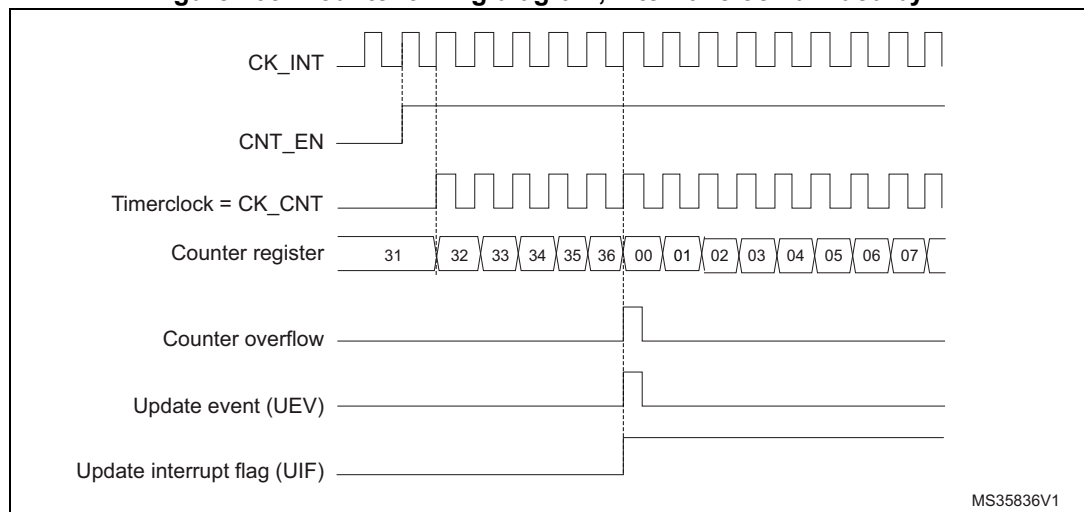 CK_INT
CNT_EN
Timerclock = CK_CNT
Counter register 31 32 33 34 35 36 00 01 02 03 04 05 06 07
Counter overflow
Update event (UEV)
Update interrupt flag (UIF)
MS35836V1